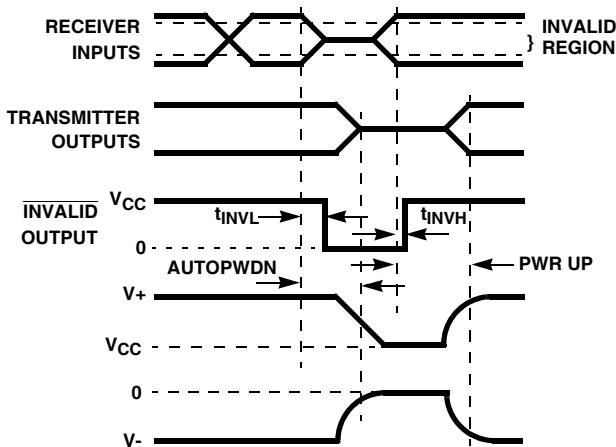 RECEIVER
INPUTS
} INVALID
REGION
TRANSMITTER
OUTPUTS
INVALID
OUTPUT
VCC
0
tINVL
tINVH
AUTOPWDN
PWR UP
V+
VCC
0
V-